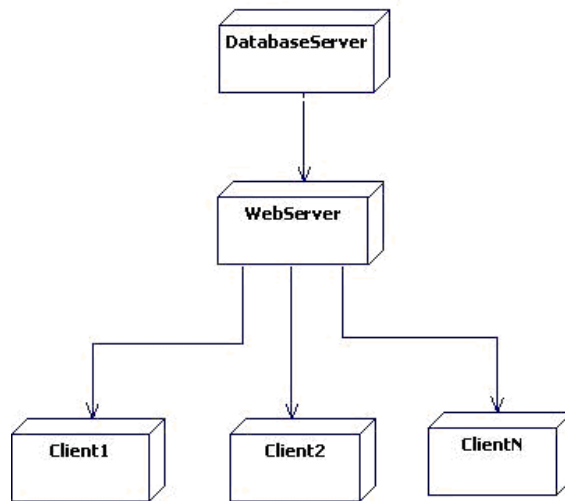 DatabaseServer
WebServer
Client1
Client2
ClientN